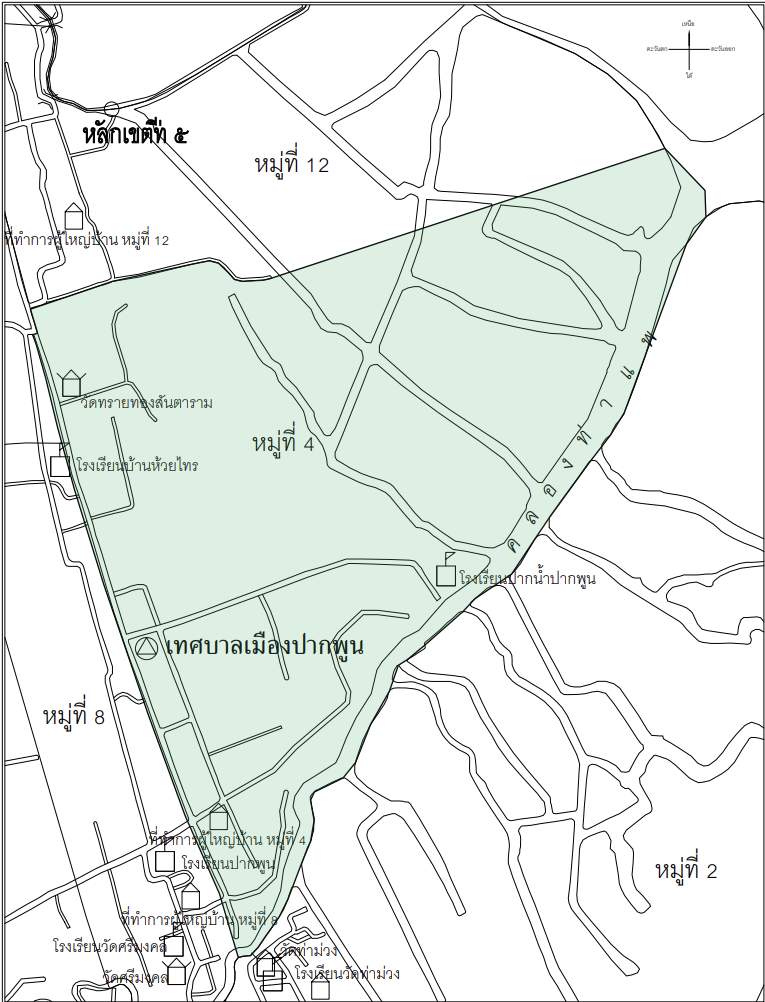 เหนือ
ตะวันตก
ตะวันออก
ใต้
หลักเขตที่ ๕
หมู่ที่ 12
ที่ทำการผู้ใหญ่บ้าน หมู่ที่ 12
คลองท่าแพ
วัดทรายทองสันตาราม
หมู่ที่ 4
โรงเรียนบ้านห้วยไทร
โรงเรียนปากน้ำปากพูน
เทศบาลเมืองปากพูน
หมู่ที่ 8
ที่ทำการผู้ใหญ่บ้าน หมู่ที่ 4
โรงเรียนปากพูน
หมู่ที่ 2
ที่ทำการผู้ใหญ่บ้าน หมู่ที่ 8
โรงเรียนวัดศรีมงคล
วัดท่าม่วง
วัดศรีมงคล
โรงเรียนวัดท่าม่วง